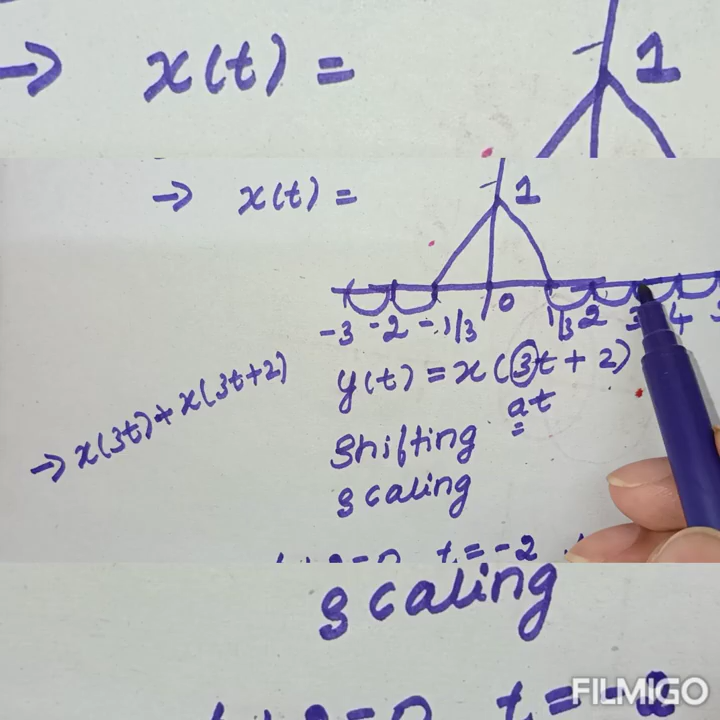 → x(t) =
1
→ x(t) =
1
-3 -2 -1/3 0 1/3 2 3 4
y(t) = x(3t + 2)
at
→ x(3t) + x(3t+2)
Shifting
Scaling
t = -2
Scaling
t = -2
FILMIGO